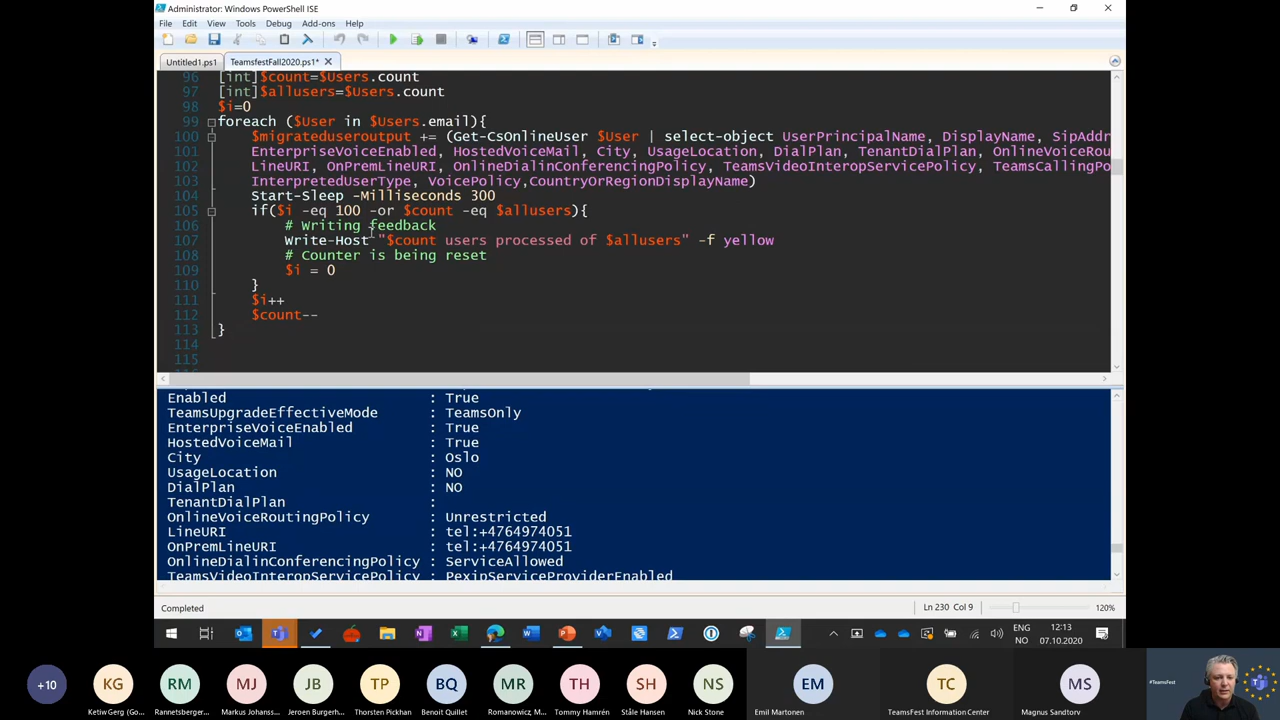 Administrator: Windows PowerShell ISE
File Edit View Tools Debug Add-ons Help
Untitled1.ps1 TeamsfestFall2020.ps1*
96 [int]$count=$Users.count
97 [int]$allusers=$Users.count
98 $i=0
99 foreach ($User in $Users.email){
100 $migrateduseroutput += (Get-CsOnlineUser $User | select-object UserPrincipalName, DisplayName, SipAddr
101 EnterpriseVoiceEnabled, HostedVoiceMail, City, UsageLocation, DialPlan, TenantDialPlan, OnlineVoiceRou
102 LineURI, OnPremLineURI, OnlineDialinConferencingPolicy, TeamsVideoInteropServicePolicy, TeamsCallingPo
103 InterpretedUserType, VoicePolicy,CountryOrRegionDisplayName)
104 Start-Sleep -Milliseconds 300
105 if($i -eq 100 -or $count -eq $allusers){
106 # Writing feedback
107 Write-Host "$count users processed of $allusers" -f yellow
108 # Counter is being reset
109 $i = 0
110 }
111 $i++
112 $count--
113 }
114
115
Enabled : True
TeamsUpgradeEffectiveMode : TeamsOnly
EnterpriseVoiceEnabled : True
HostedVoiceMail : True
City : Oslo
UsageLocation : NO
DialPlan : NO
TenantDialPlan :
OnlineVoiceRoutingPolicy : Unrestricted
LineURI : tel:+4764974051
OnPremLineURI : tel:+4764974051
OnlineDialinConferencingPolicy : ServiceAllowed
TeamsVideoInteropServicePolicy : PexipServiceProviderEnabled
Completed Ln 230 Col 9 120%
ENG 12:13
NO 07.10.2020
+10 KG RM MJ JB TP BQ MR TH SH NS EM TC MS #TeamsFest
Ketiw Gerg (Go... Rannetsberger... Markus Johanss... Jeroen Burgerh... Thorsten Pickhan Benoit Quillet Romanowicz, M... Tommy Hamrén Ståle Hansen Nick Stone Emil Martonen TeamsFest Information Center Magnus Sandtorv